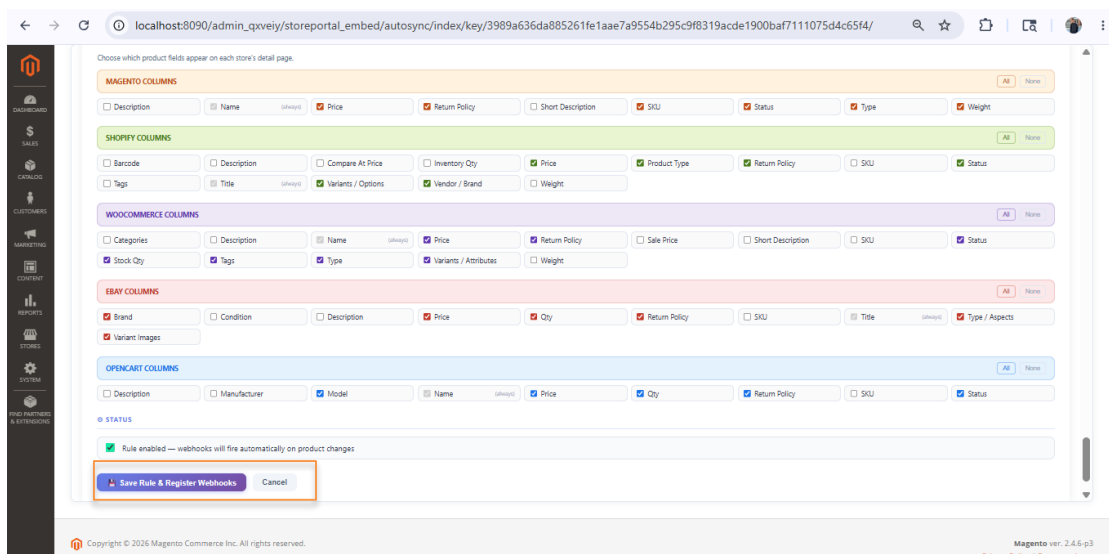 localhost:8090/admin_qxveiy/storeportal_embed/autosync/index/key/3989a636da885261fe1aae7a9554b295c9f8319acde1900baf7111075d4c65f4/
Choose which product fields appear on each store's detail page.
DASHBOARD
SALES
CATALOG
CUSTOMERS
MARKETING
CONTENT
REPORTS
STORES
SYSTEM
FIND PARTNERS
& EXTENSIONS
MAGENTO COLUMNS All None
Description Name (always) Price Return Policy Short Description SKU Status Type Weight
SHOPIFY COLUMNS All None
Barcode Description Compare At Price Inventory Qty Price Product Type Return Policy SKU Status
Tags Title (always) Variants / Options Vendor / Brand Weight
WOOCOMMERCE COLUMNS All None
Categories Description Name (always) Price Return Policy Sale Price Short Description SKU Status
Stock Qty Tags Type Variants / Attributes Weight
EBAY COLUMNS All None
Brand Condition Description Price Qty Return Policy SKU Title (always) Type / Aspects
Variant Images
OPENCART COLUMNS All None
Description Manufacturer Model Name (always) Price Qty Return Policy SKU Status
STATUS
Rule enabled — webhooks will fire automatically on product changes
Save Rule & Register Webhooks Cancel
Copyright © 2026 Magento Commerce Inc. All rights reserved. Magento ver. 2.4.6-p3